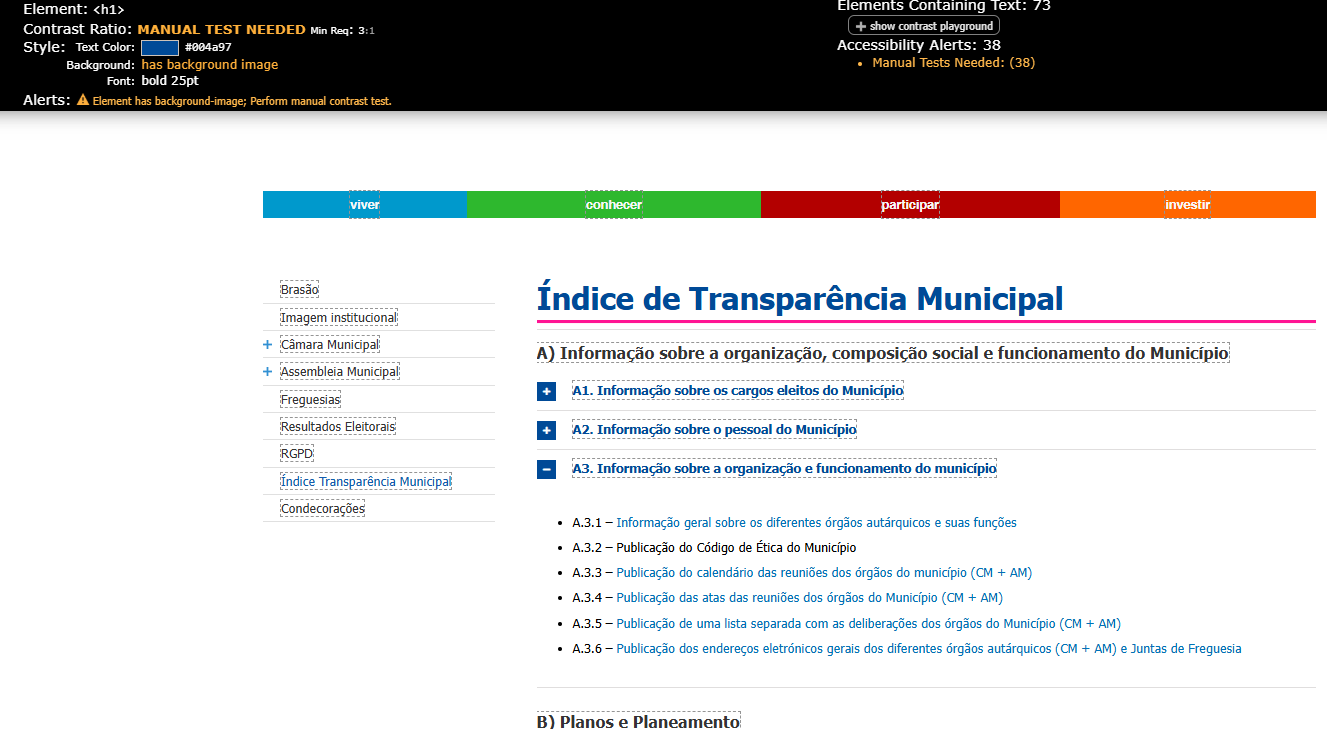 Element: <h1>
Contrast Ratio: MANUAL TEST NEEDED Min Req: 3:1
Style: Text Color: #004a97
Background: has background image
Font: bold 25pt
Alerts: Element has background-image; Perform manual contrast test.
Elements Containing Text: 73
show contrast playground
Accessibility Alerts: 38
• Manual Tests Needed: (38)
viver conhecer participar investir
Brasão
Imagem institucional
+ Câmara Municipal
+ Assembleia Municipal
Freguesias
Resultados Eleitorais
RGPD
Índice Transparência Municipal
Condecorações
Índice de Transparência Municipal
A) Informação sobre a organização, composição social e funcionamento do Município
+ A1. Informação sobre os cargos eleitos do Município
+ A2. Informação sobre o pessoal do Município
− A3. Informação sobre a organização e funcionamento do município
• A.3.1 – Informação geral sobre os diferentes órgãos autárquicos e suas funções
• A.3.2 – Publicação do Código de Ética do Município
• A.3.3 – Publicação do calendário das reuniões dos órgãos do município (CM + AM)
• A.3.4 – Publicação das atas das reuniões dos órgãos do Município (CM + AM)
• A.3.5 – Publicação de uma lista separada com as deliberações dos órgãos do Município (CM + AM)
• A.3.6 – Publicação dos endereços eletrónicos gerais dos diferentes órgãos autárquicos (CM + AM) e Juntas de Freguesia
B) Planos e Planeamento